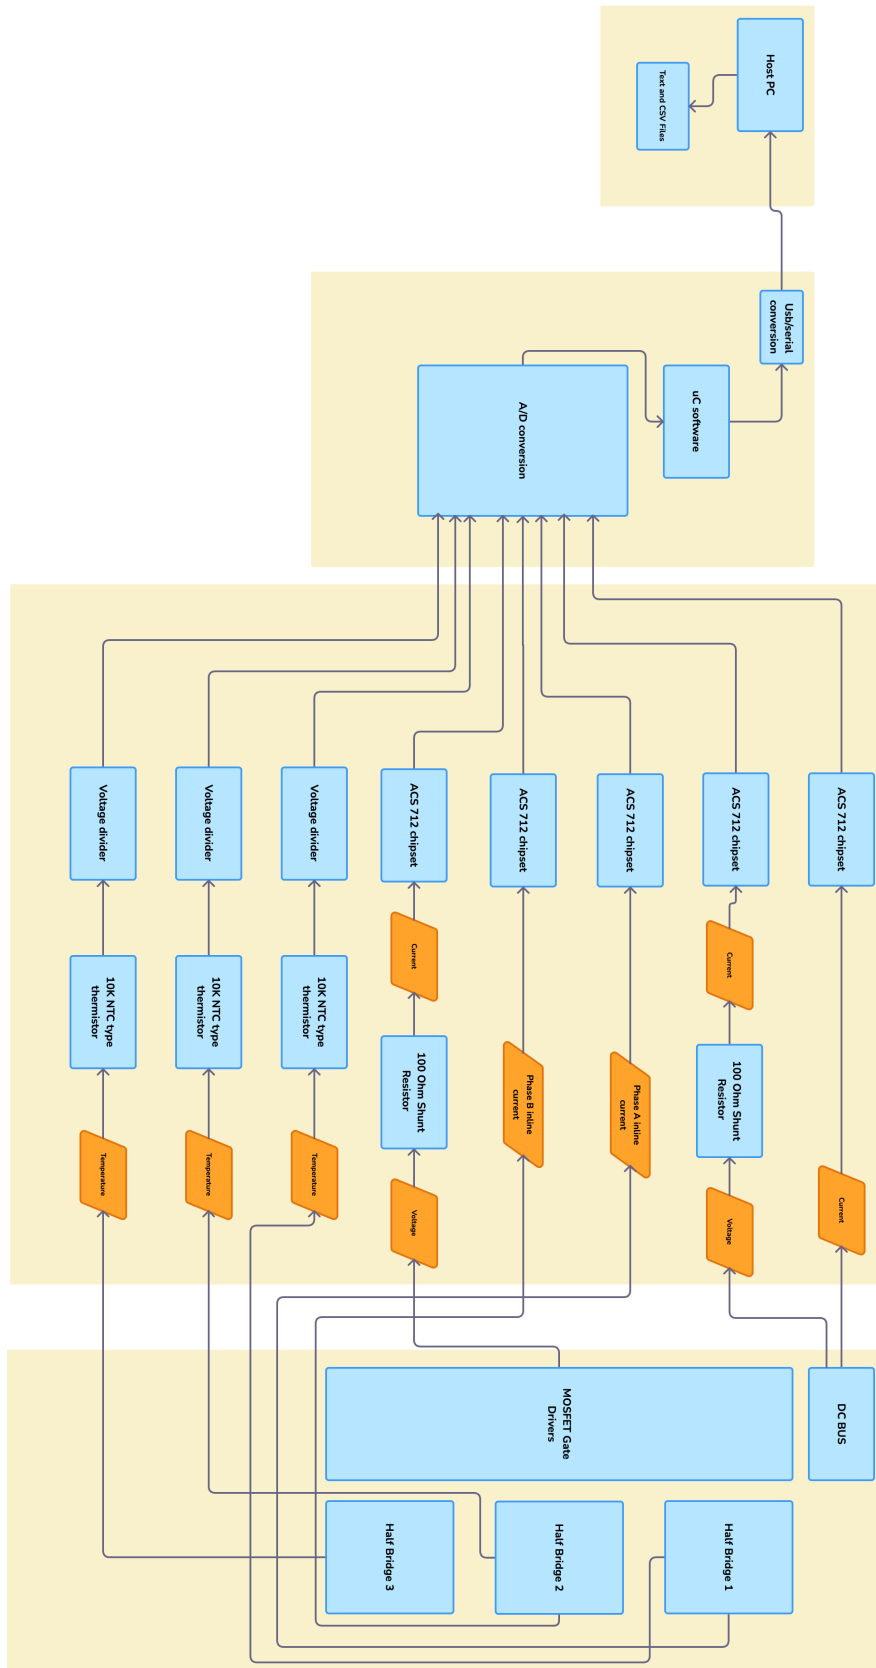 Host PC
Text and CSV Files
Usb/serial
conversion
uC software
A/D conversion
ACS 712 chipset
ACS 712 chipset
ACS 712 chipset
ACS 712 chipset
ACS 712 chipset
Voltage divider
Voltage divider
Voltage divider
Current
Current
100 Ohm Shunt
Resistor
100 Ohm Shunt
Resistor
10K NTC type
thermistor
10K NTC type
thermistor
10K NTC type
thermistor
Phase A inline
current
Phase B inline
current
Current
Voltage
Voltage
Temperature
Temperature
Temperature
DC BUS
MOSFET Gate
Drivers
Half Bridge 1
Half Bridge 2
Half Bridge 3